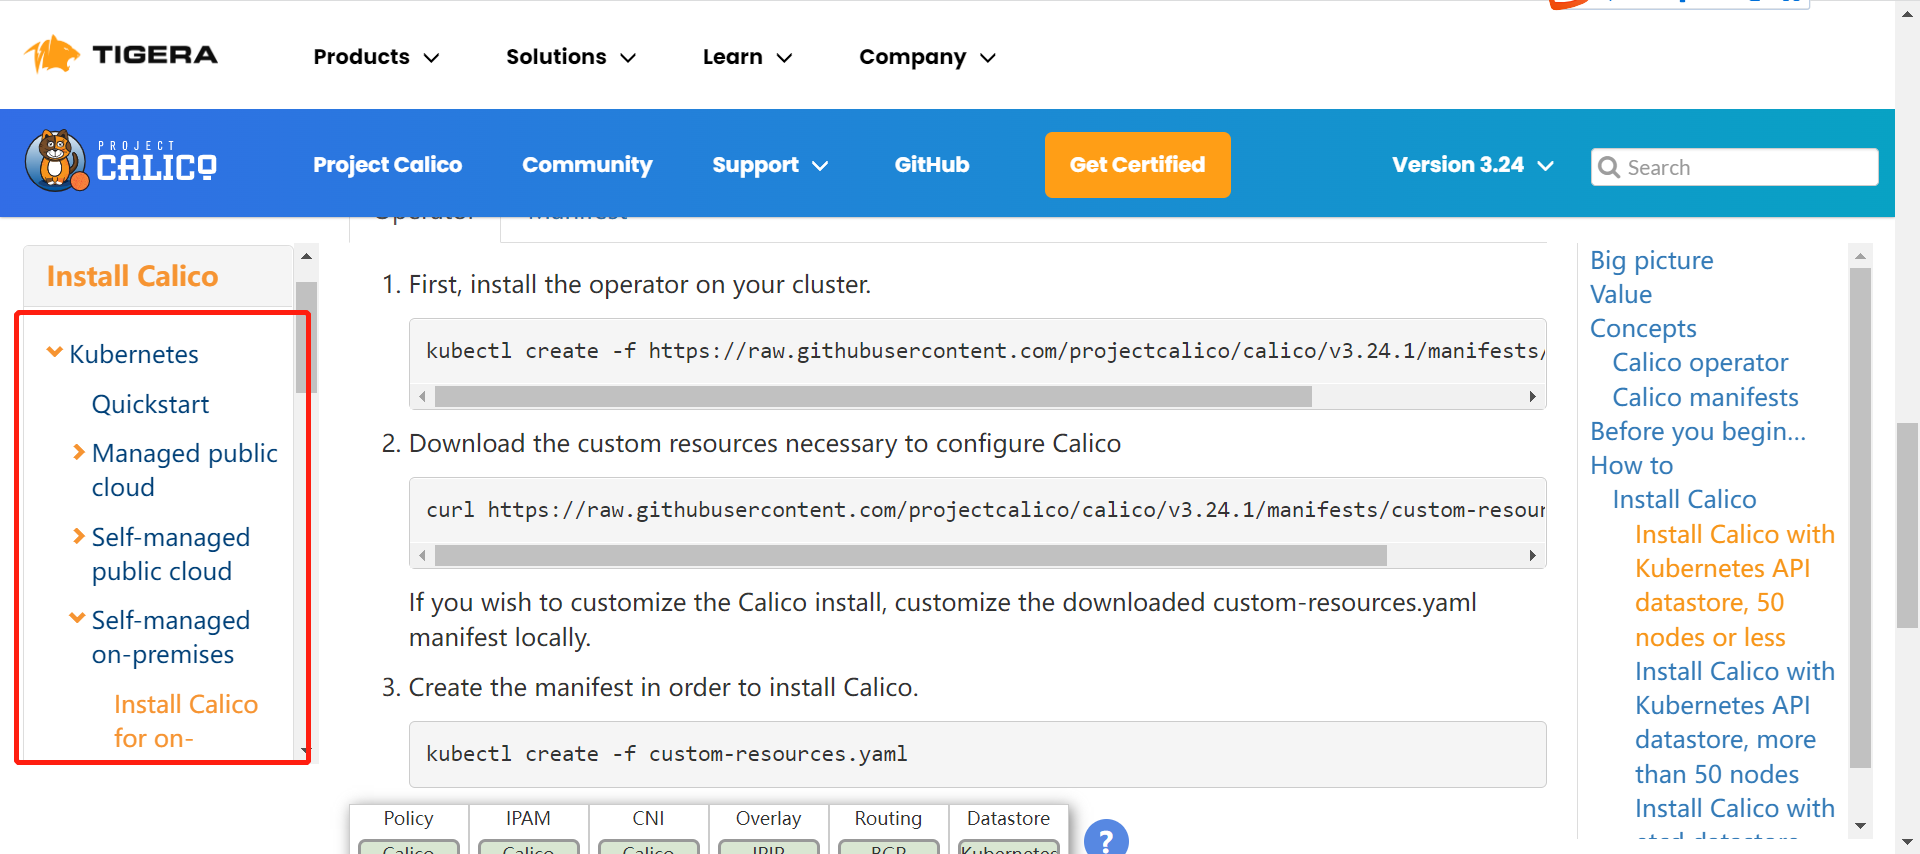 TIGERA
Products
Solutions
Learn
Company
PROJECT
CALICO
Project Calico
Community
Support
GitHub
Get Certified
Version 3.24
Search
Operator
Manifest
Install Calico
Kubernetes
Quickstart
Managed public
cloud
Self-managed
public cloud
Self-managed
on-premises
Install Calico
for on-
1. First, install the operator on your cluster.
kubectl create -f https://raw.githubusercontent.com/projectcalico/calico/v3.24.1/manifests/
2. Download the custom resources necessary to configure Calico
curl https://raw.githubusercontent.com/projectcalico/calico/v3.24.1/manifests/custom-resour
If you wish to customize the Calico install, customize the downloaded custom-resources.yaml
manifest locally.
3. Create the manifest in order to install Calico.
kubectl create -f custom-resources.yaml
Policy
IPAM
CNI
Overlay
Routing
Datastore
Calico
Calico
Calico
IPIP
BGP
Kubernetes
?
Big picture
Value
Concepts
Calico operator
Calico manifests
Before you begin...
How to
Install Calico
Install Calico with
Kubernetes API
datastore, 50
nodes or less
Install Calico with
Kubernetes API
datastore, more
than 50 nodes
Install Calico with
etcd datastore